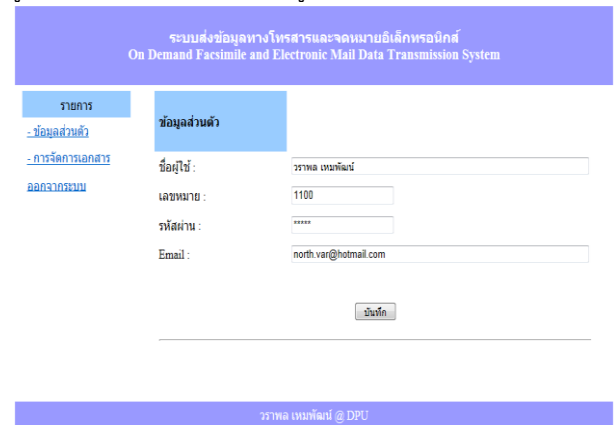 ระบบส่งข้อมูลทางโทรสารและจดหมายอิเล็กทรอนิกส์
On Demand Facsimile and Electronic Mail Data Transmission System
รายการ
- ข้อมูลส่วนตัว
- การจัดการเอกสาร
ออกจากระบบ
ข้อมูลส่วนตัว
ชื่อผู้ใช้ : วราพล เหมพัฒน์
เลขหมาย : 1100
รหัสผ่าน : *****
Email : north.var@hotmail.com
บันทึก
วราพล เหมพัฒน์ @ DPU